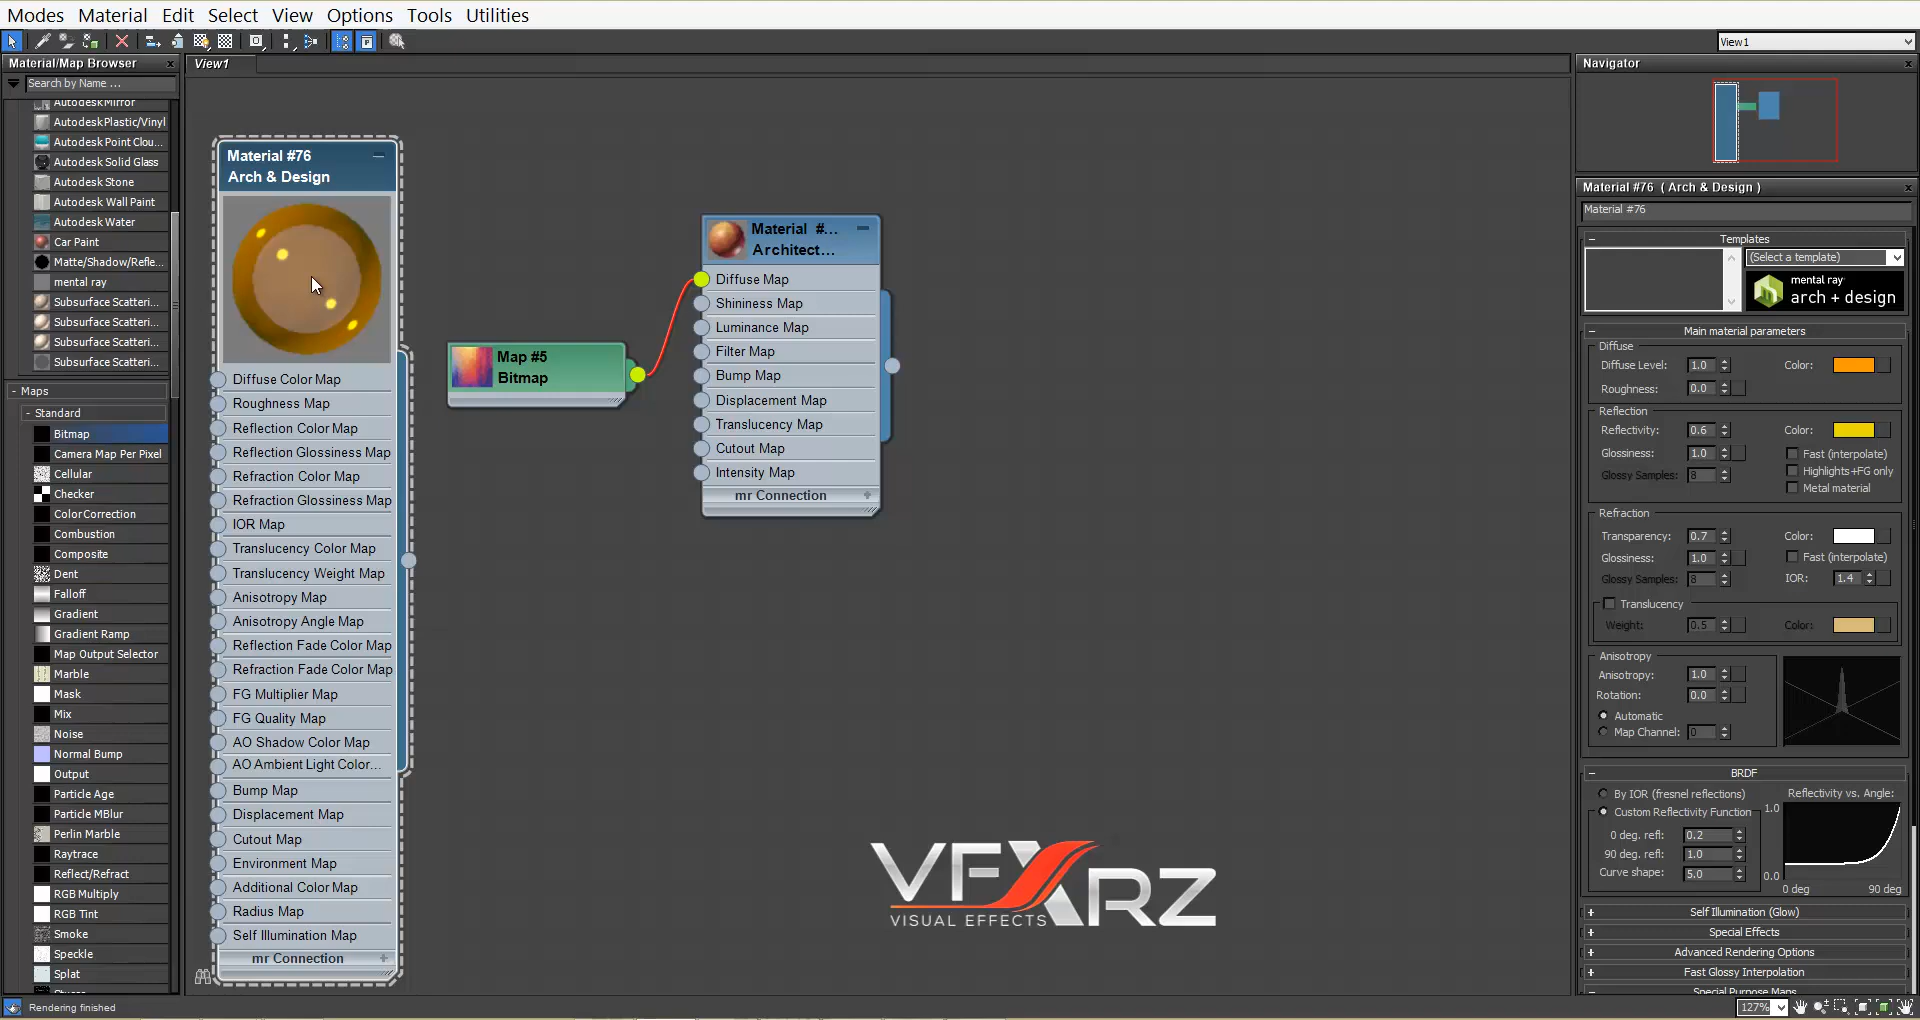 Modes Material Edit Select View Options Tools Utilities
View1
Material/Map Browser
Search by Name ...
Autodesk Mirror
Autodesk Plastic/Vinyl
Autodesk Point Clou...
Autodesk Solid Glass
Autodesk Stone
Autodesk Wall Paint
Autodesk Water
Car Paint
Matte/Shadow/Refle...
mental ray
Subsurface Scatteri...
Subsurface Scatteri...
Subsurface Scatteri...
Subsurface Scatteri...
- Maps
- Standard
Bitmap
Camera Map Per Pixel
Cellular
Checker
Color Correction
Combustion
Composite
Dent
Falloff
Gradient
Gradient Ramp
Map Output Selector
Marble
Mask
Mix
Noise
Normal Bump
Output
Particle Age
Particle MBlur
Perlin Marble
Raytrace
Reflect/Refract
RGB Multiply
RGB Tint
Smoke
Speckle
Splat
Rendering finished
View1
Material #76
Arch & Design
Diffuse Color Map
Roughness Map
Reflection Color Map
Reflection Glossiness Map
Refraction Color Map
Refraction Glossiness Map
IOR Map
Translucency Color Map
Translucency Weight Map
Anisotropy Map
Anisotropy Angle Map
Reflection Fade Color Map
Refraction Fade Color Map
FG Multiplier Map
FG Quality Map
AO Shadow Color Map
AO Ambient Light Color...
Bump Map
Displacement Map
Cutout Map
Environment Map
Additional Color Map
Radius Map
Self Illumination Map
mr Connection +
Map #5
Bitmap
Material #...
Architect...
Diffuse Map
Shininess Map
Luminance Map
Filter Map
Bump Map
Displacement Map
Translucency Map
Cutout Map
Intensity Map
mr Connection +
VFXARZ
VISUAL EFFECTS
Navigator
Material #76 ( Arch & Design )
Material #76
- Templates
(Select a template)
mental ray
arch + design
- Main material parameters
Diffuse
Diffuse Level: 1.0 Color:
Roughness: 0.0
Reflection
Reflectivity: 0.6 Color:
Glossiness: 1.0 Fast (interpolate)
Highlights+FG only
Glossy Samples: 8
Metal material
Refraction
Transparency: 0.7 Color:
Glossiness: 1.0 Fast (interpolate)
Glossy Samples: 8 IOR: 1.4
Translucency
Weight: 0.5 Color:
Anisotropy
Anisotropy: 1.0
Rotation: 0.0
Automatic
Map Channel: 0
- BRDF
By IOR (fresnel reflections) Reflectivity vs. Angle:
Custom Reflectivity Function 1.0
0 deg. refl: 0.2
90 deg. refl: 1.0
Curve shape: 5.0 0.0
0 deg 90 deg
+ Self Illumination (Glow)
+ Special Effects
+ Advanced Rendering Options
+ Fast Glossy Interpolation
- Special Purpose Maps
127%